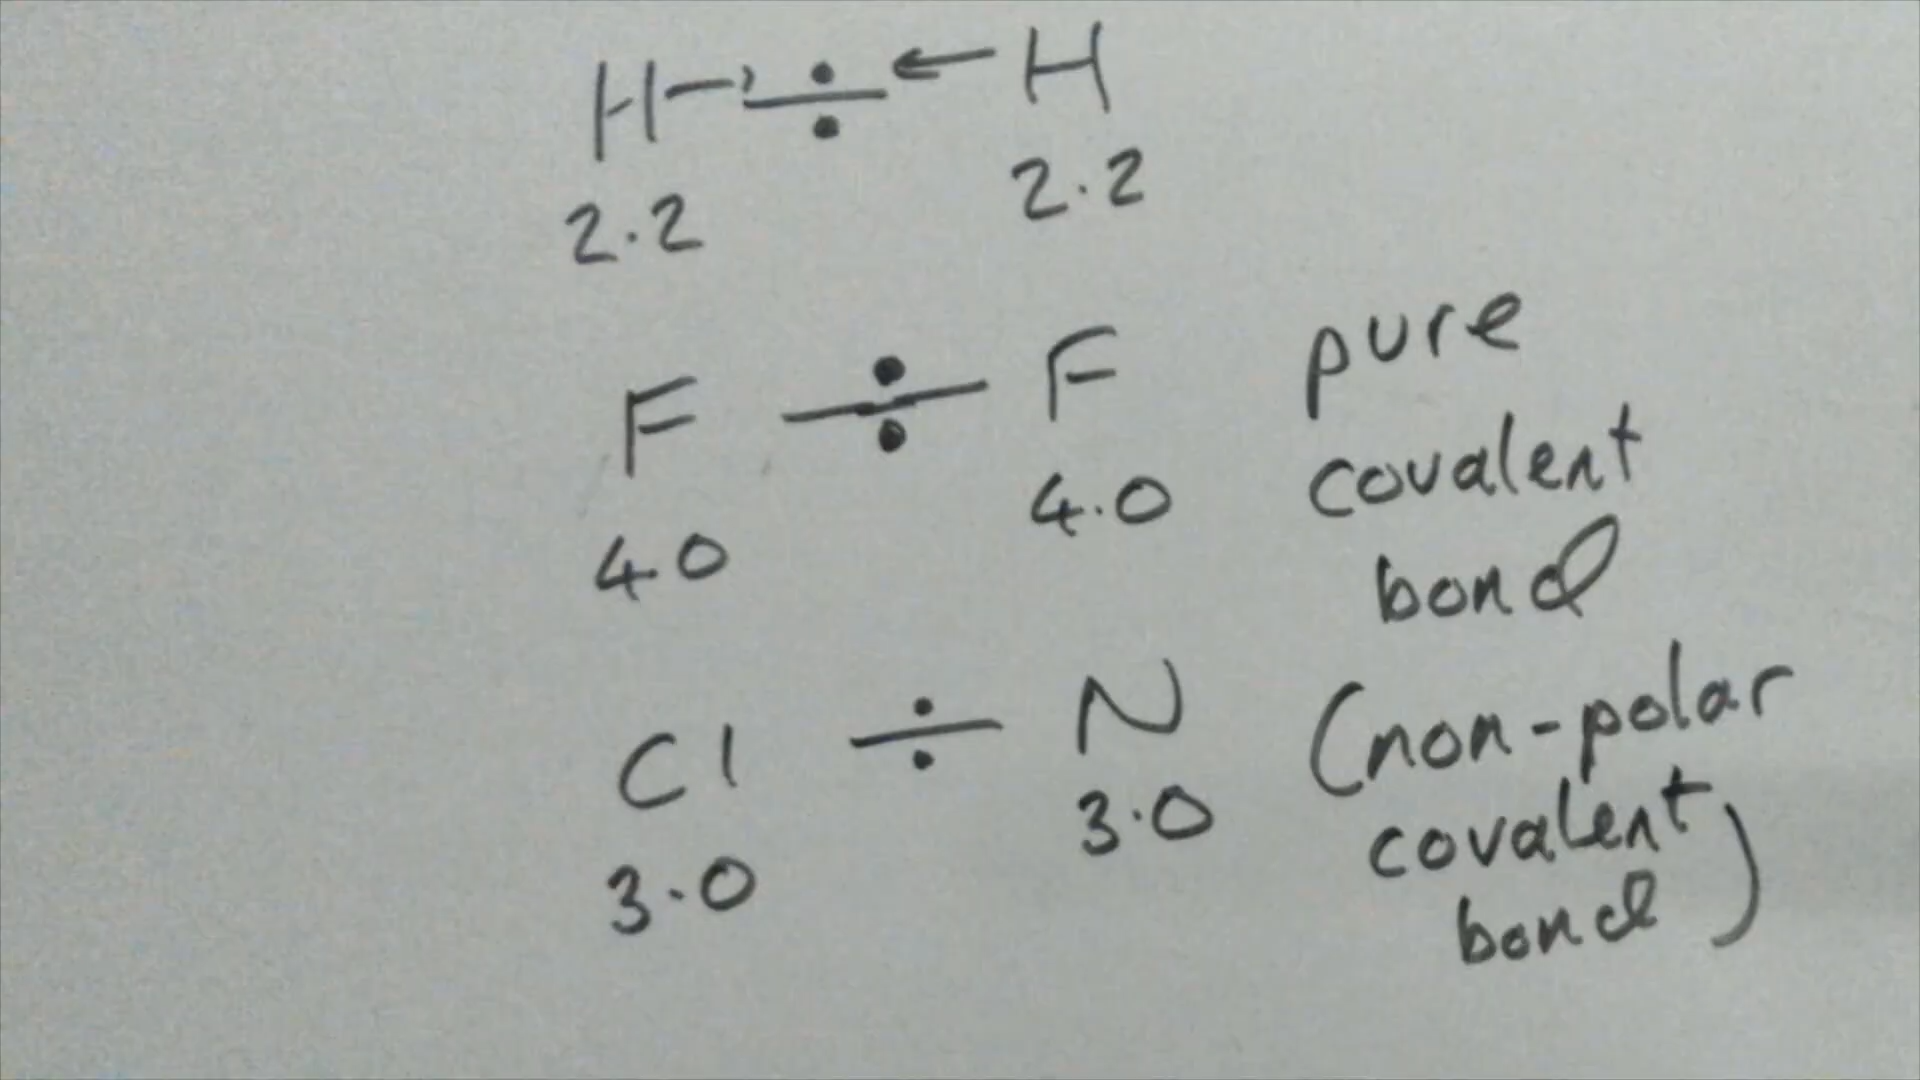 H H
2.2 2.2
F F
4.0 4.0
pure
covalent
bond
Cl N
3.0 3.0
(non-polar
covalent
bond)